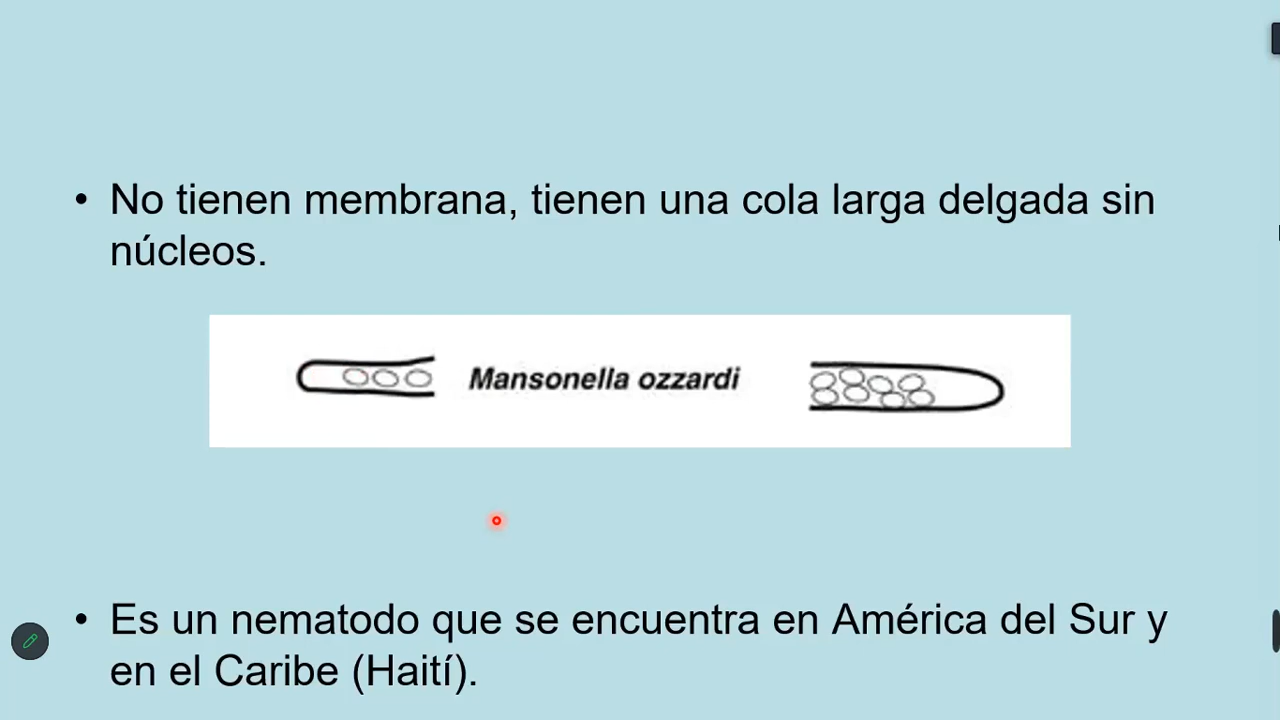 • No tienen membrana, tienen una cola larga delgada sin
núcleos.
Mansonella ozzardi
• Es un nematodo que se encuentra en América del Sur y
en el Caribe (Haití).